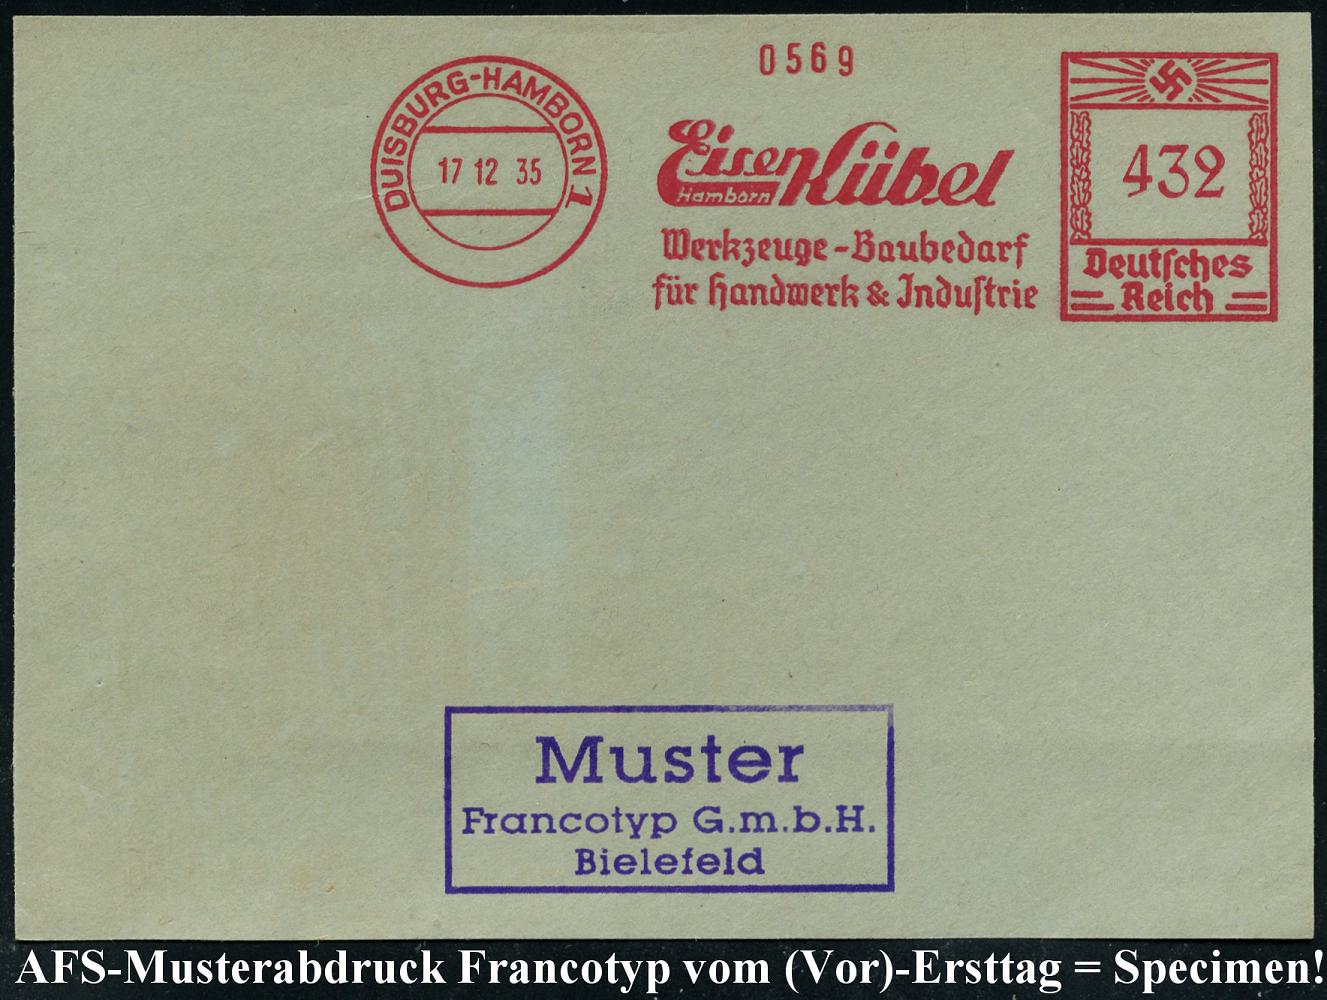 0569
DUISBURG-HAMBORN 1
17 12 35
Eisen Kübel
Hamborn
Werkzeuge-Baubedarf
für Handwerk & Industrie
432
Deutsches
Reich
Muster
Francotyp G.m.b.H.
Bielefeld
AFS-Musterabdruck Francotyp vom (Vor)-Ersttag = Specimen!